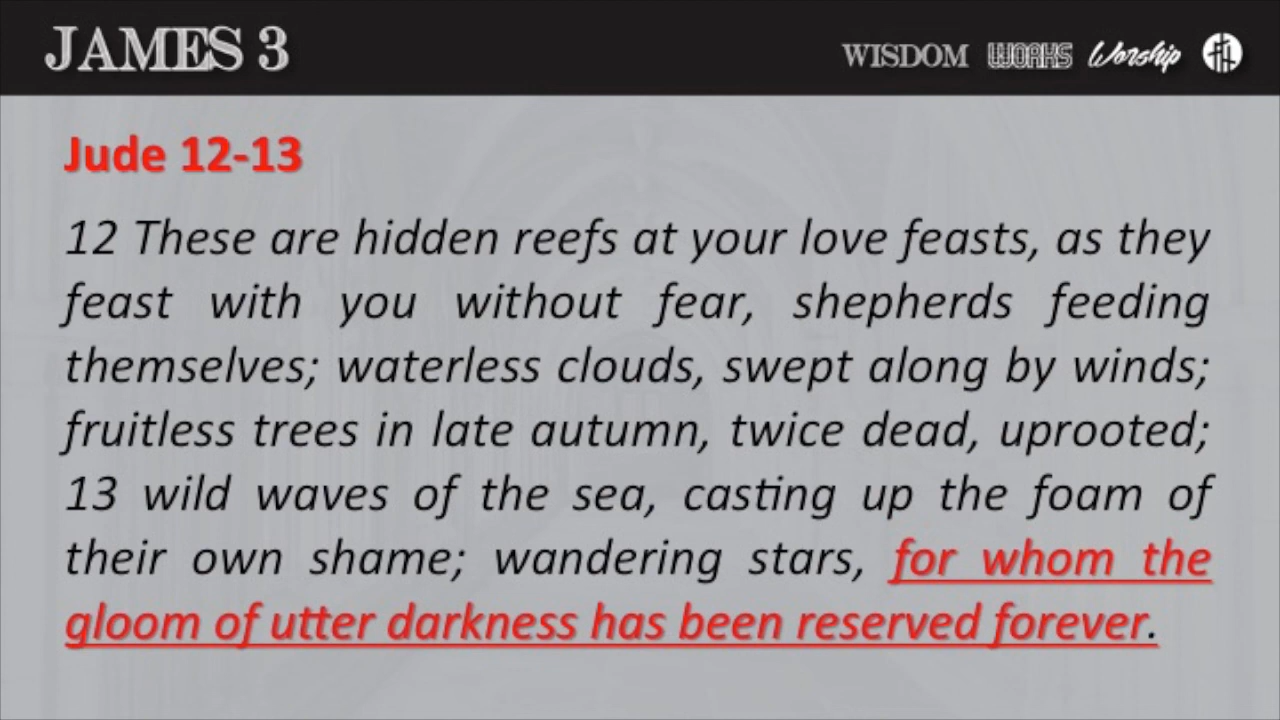 JAMES 3
WISDOM WORKS Worship
Jude 12-13
12 These are hidden reefs at your love feasts, as they
feast with you without fear, shepherds feeding
themselves; waterless clouds, swept along by winds;
fruitless trees in late autumn, twice dead, uprooted;
13 wild waves of the sea, casting up the foam of
their own shame; wandering stars, for whom the
gloom of utter darkness has been reserved forever.